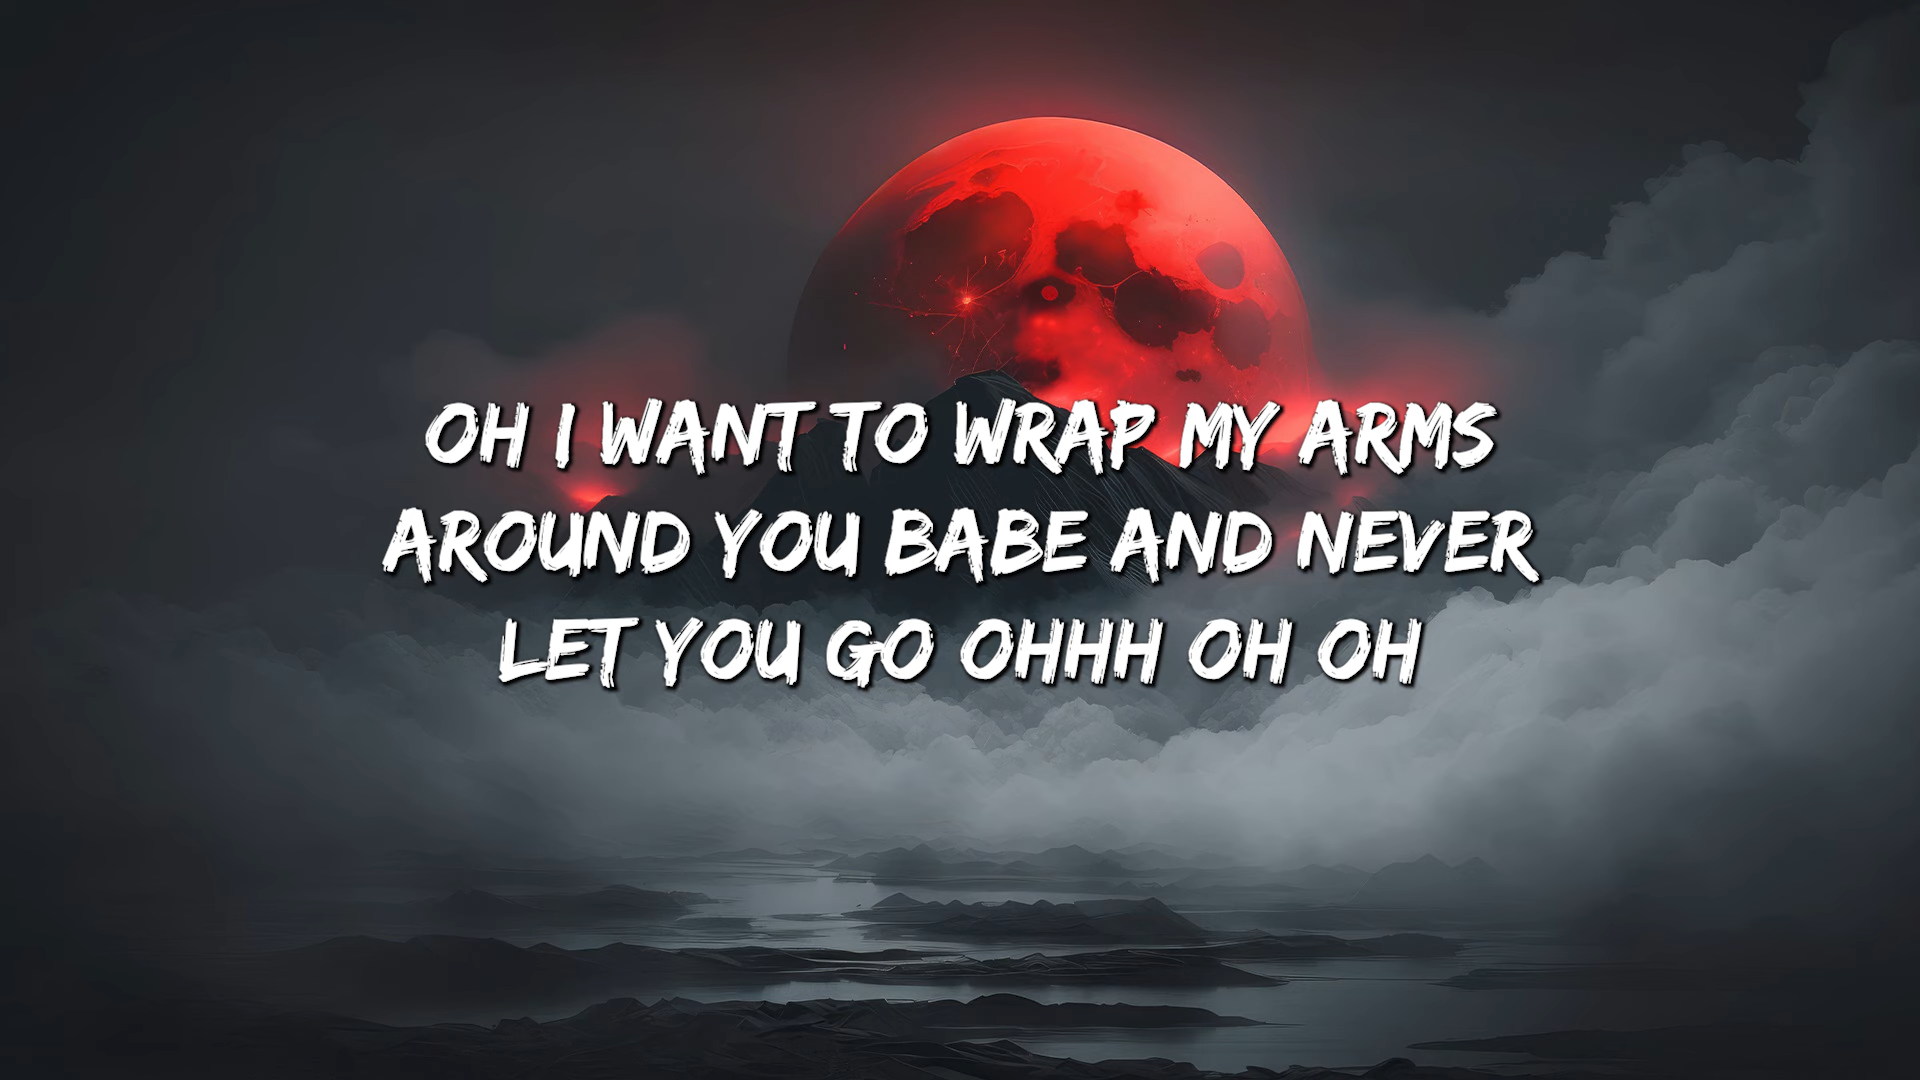 OH I WANT TO WRAP MY ARMS
AROUND YOU BABE AND NEVER
LET YOU GO OHHH OH OH